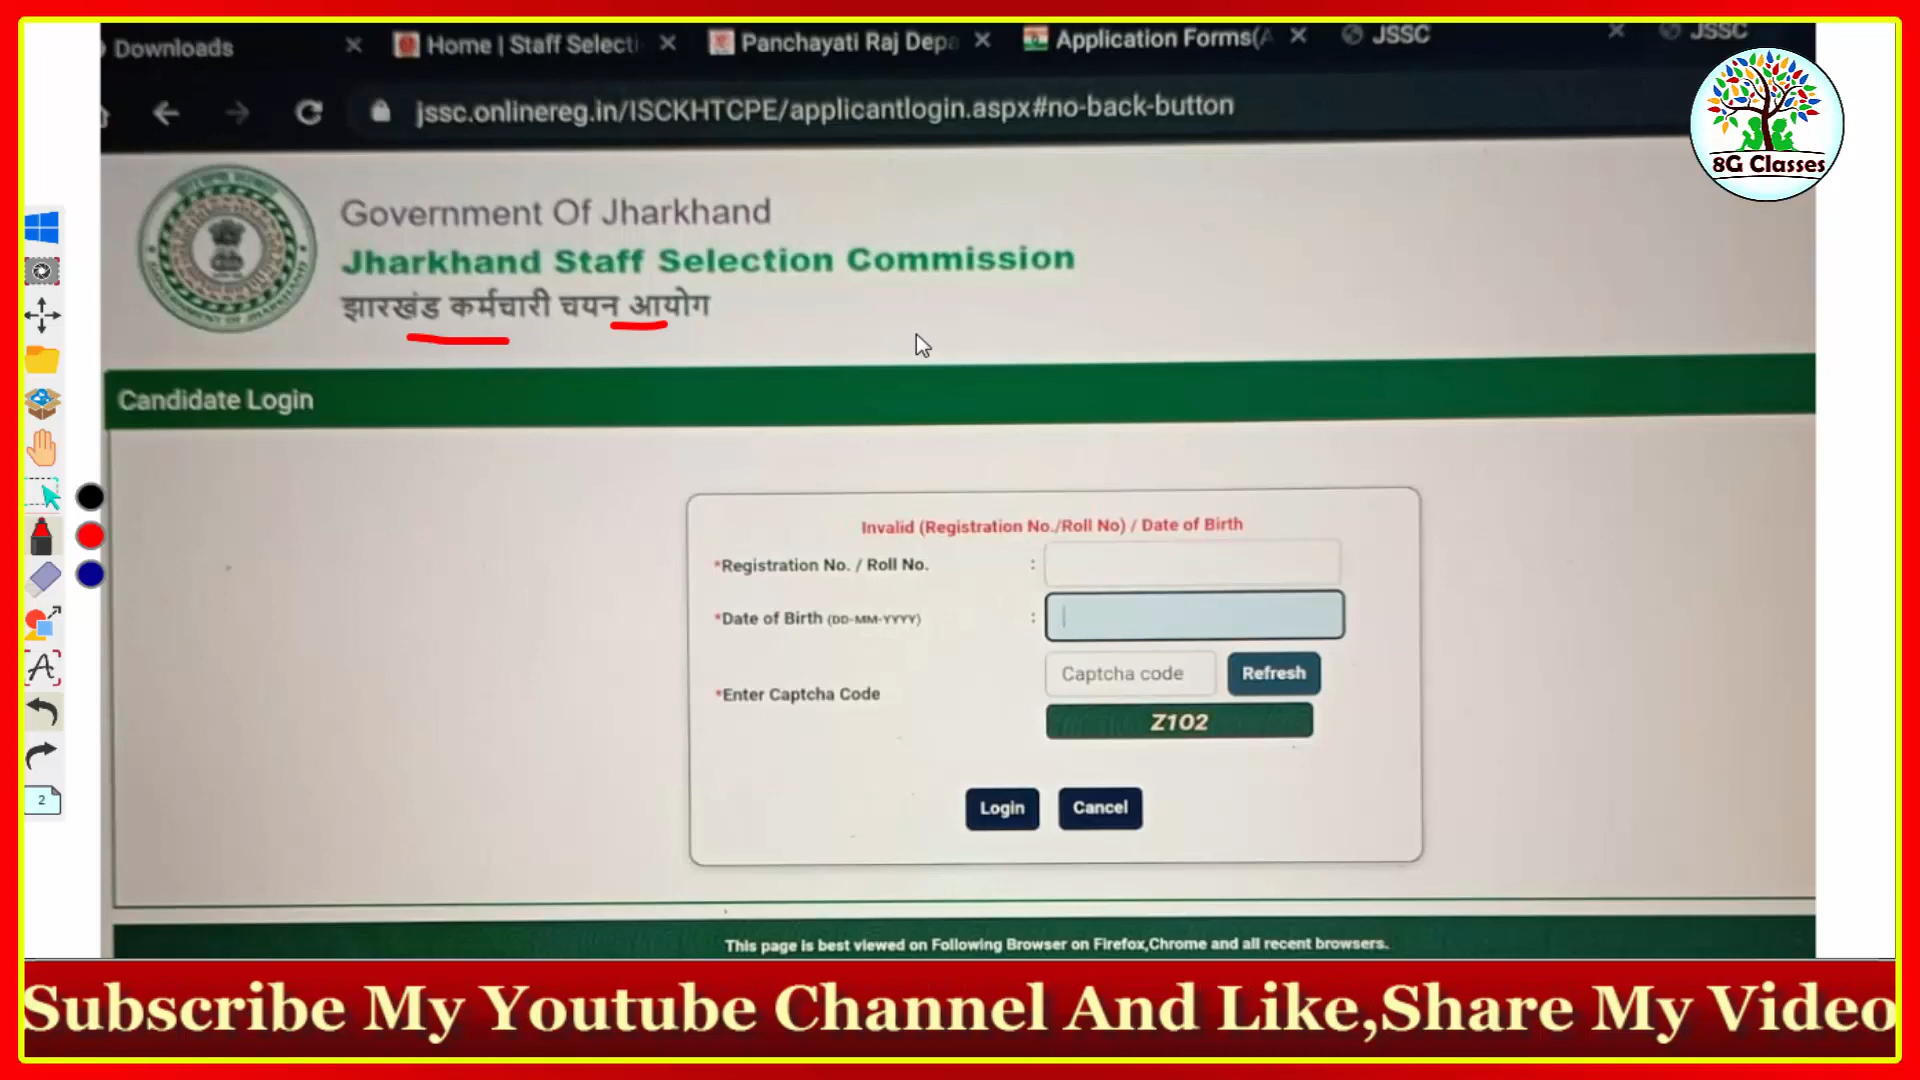 Downloads
Home | Staff Selecti
Panchayati Raj Depa
Application Forms(A
JSSC
JSSC
jssc.onlinereg.in/ISCKHTCPE/applicantlogin.aspx#no-back-button
8G Classes
Government Of Jharkhand
Jharkhand Staff Selection Commission
झारखंड कर्मचारी चयन आयोग
Candidate Login
Invalid (Registration No./Roll No) / Date of Birth
*Registration No. / Roll No. :
*Date of Birth (DD-MM-YYYY) :
Captcha code Refresh
*Enter Captcha Code
Z102
Login Cancel
This page is best viewed on Following Browser on Firefox,Chrome and all recent browsers.
2
Subscribe My Youtube Channel And Like,Share My Video